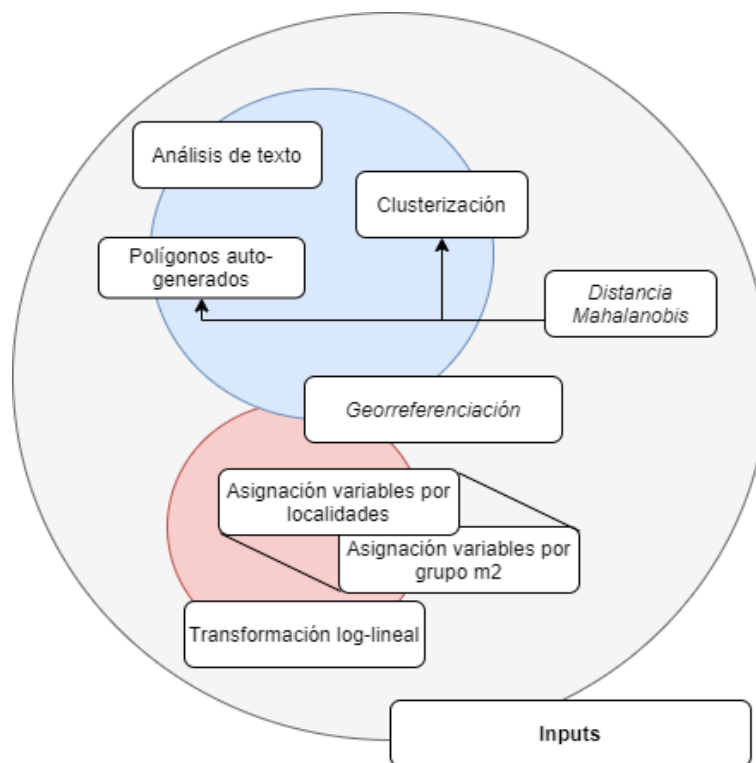 Análisis de texto
Clusterización
Polígonos auto-
generados
Distancia
Mahalanobis
Georreferenciación
Asignación variables por
localidades
Asignación variables por
grupo m2
Transformación log-lineal
Inputs